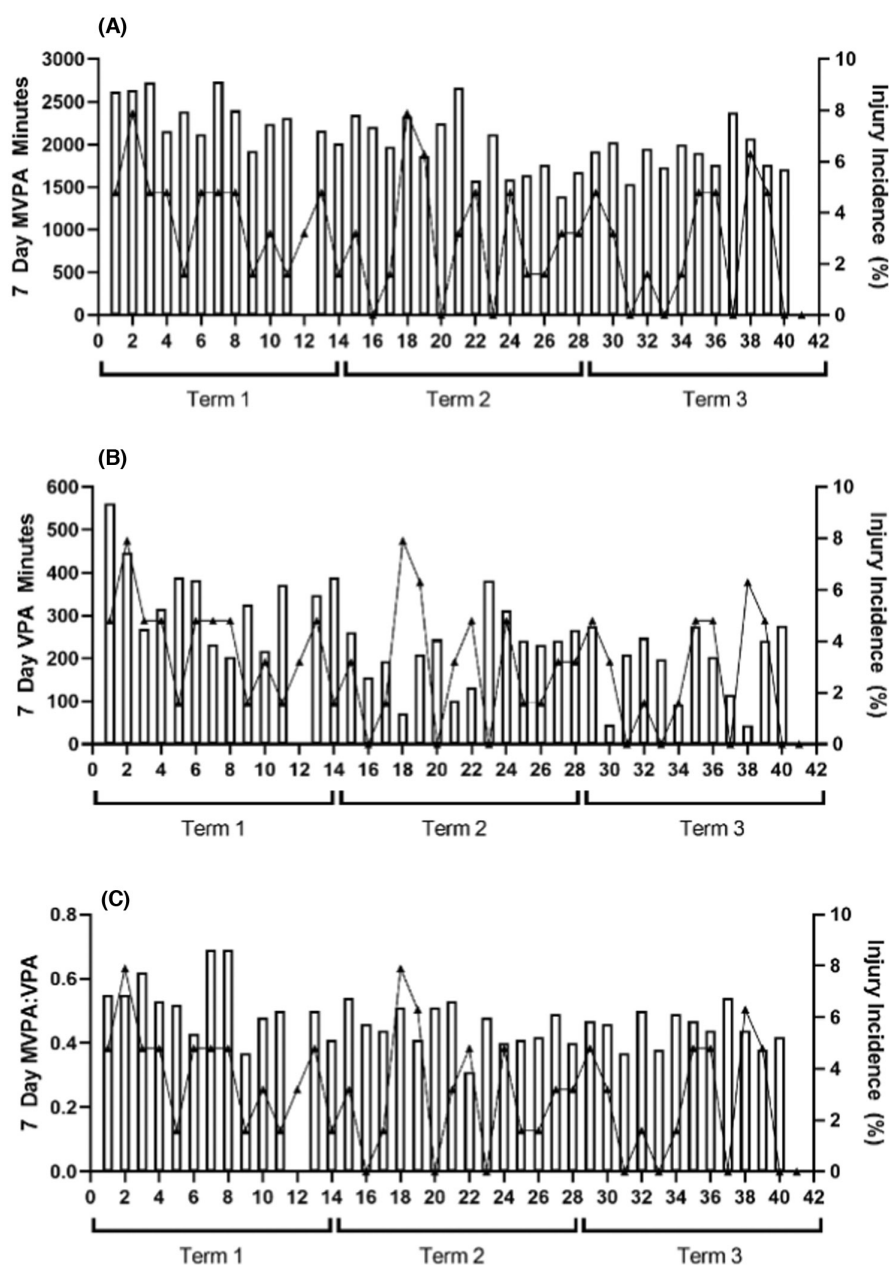 (A)
7 Day MVPA Minutes
3000
2500
2000
1500
1000
500
0
10
8
6
4
2
0
Injury Incidence (%)
0 2 4 6 8 10 12 14 16 18 20 22 24 26 28 30 32 34 36 38 40 42
Term 1 Term 2 Term 3
(B)
7 Day VPA Minutes
600
500
400
300
200
100
0
10
8
6
4
2
0
Injury Incidence (%)
0 2 4 6 8 10 12 14 16 18 20 22 24 26 28 30 32 34 36 38 40 42
Term 1 Term 2 Term 3
(C)
7 Day MVPA:VPA
0.8
0.6
0.4
0.2
0.0
10
8
6
4
2
0
Injury Incidence (%)
0 2 4 6 8 10 12 14 16 18 20 22 24 26 28 30 32 34 36 38 40 42
Term 1 Term 2 Term 3